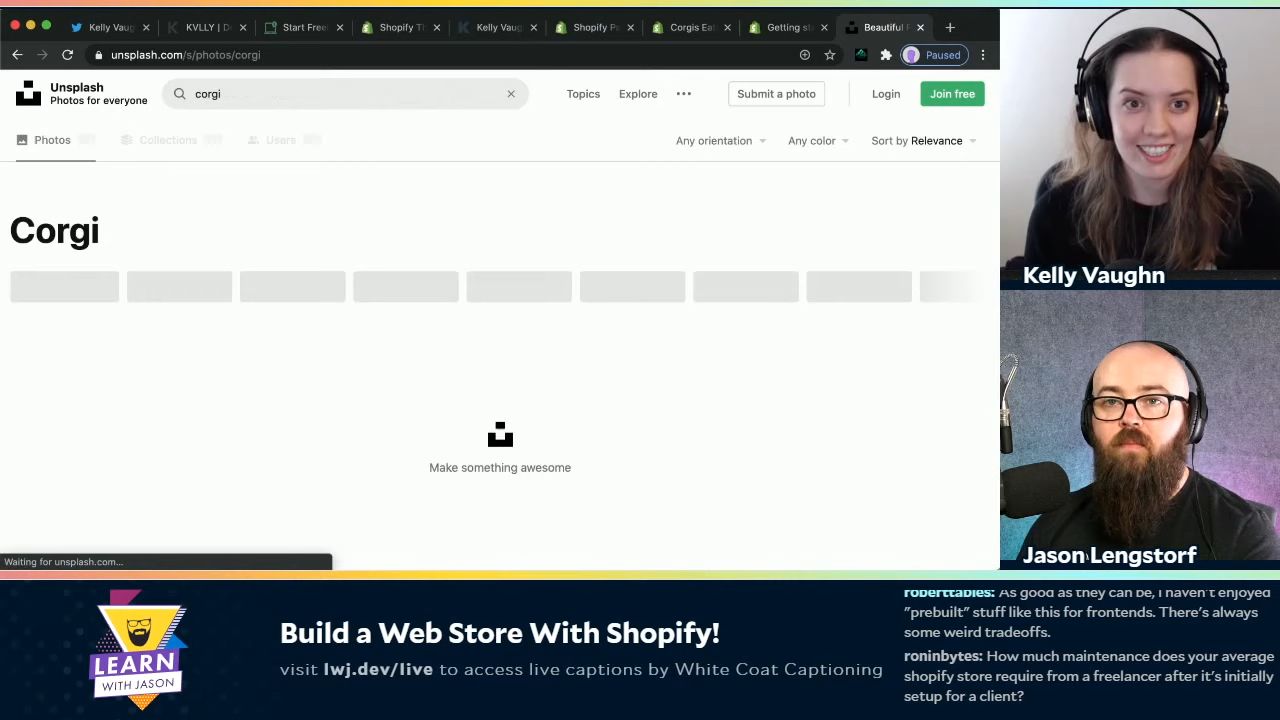 Kelly Vaug
KVLLY | D
Start Free
Shopify Th
Kelly Vaug
Shopify P
Corgis Ea
Getting st
Beautiful
unsplash.com/s/photos/corgi
Paused
Unsplash
Photos for everyone
corgi
Topics
Explore
Submit a photo
Login
Join free
Photos
Collections
Users
Any orientation
Any color
Sort by Relevance
Corgi
Make something awesome
Waiting for unsplash.com...
Kelly Vaughn
Jason Lengstorf
LEARN
WITH JASON
Build a Web Store With Shopify!
visit lwj.dev/live to access live captions by White Coat Captioning
roberttables: As good as they can be, I haven't enjoyed
"prebuilt" stuff like this for frontends. There's always
some weird tradeoffs.
roninbytes: How much maintenance does your average
shopify store require from a freelancer after it's initially
setup for a client?